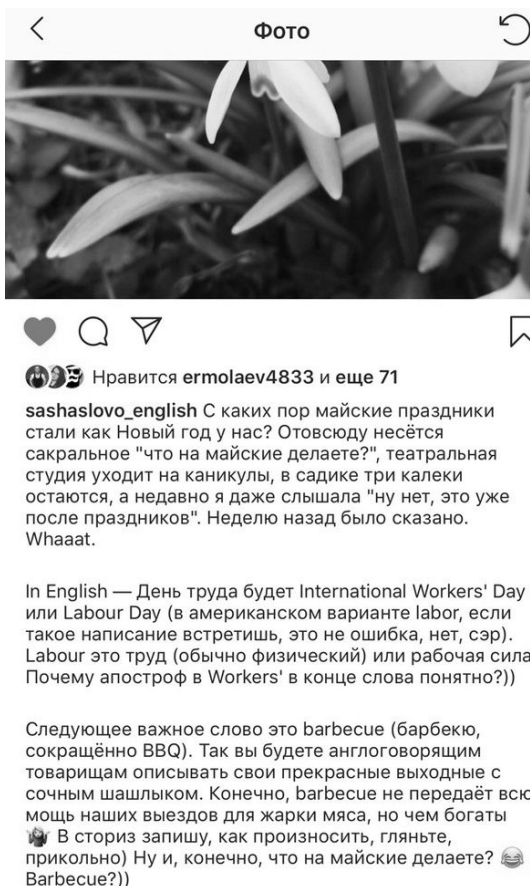 Фото
Нравится ermolaev4833 и еще 71
sashaslovo_english С каких пор майские праздники
стали как Новый год у нас? Отовсюду несётся
сакральное "что на майские делаете?", театральная
студия уходит на каникулы, в садике три калеки
остаются, а недавно я даже слышала "ну нет, это уже
после праздников". Неделю назад было сказано.
Whaaat.
In English — День труда будет International Workers' Day
или Labour Day (в американском варианте labor, если
такое написание встретишь, это не ошибка, нет, сэр).
Labour это труд (обычно физический) или рабочая сила
Почему апостроф в Workers' в конце слова понятно?))
Следующее важное слово это barbecue (барбекю,
сокращённо BBQ). Так вы будете англоговорящим
товарищам описывать свои прекрасные выходные с
сочным шашлыком. Конечно, barbecue не передаёт всю
мощь наших выездов для жарки мяса, но чем богаты
🤷‍♀️ В сториз запишу, как произносить, гляньте,
прикольно) Ну и, конечно, что на майские делаете? 😂
Barbecue?))